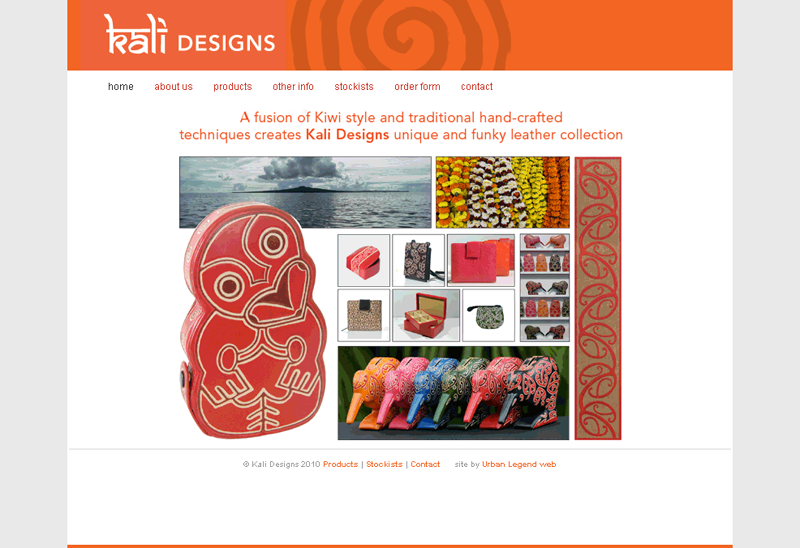 kali DESIGNS
home about us products other info stockists order form contact
A fusion of Kiwi style and traditional hand-crafted
techniques creates Kali Designs unique and funky leather collection
© Kali Designs 2010 Products | Stockists | Contact site by Urban Legend web